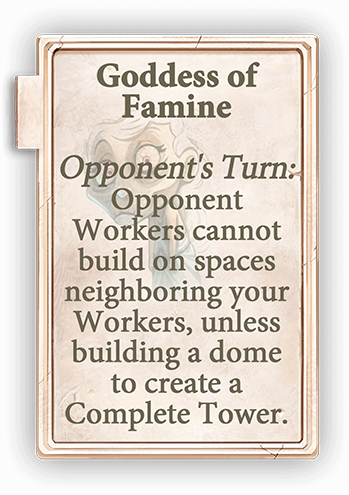 Goddess of
Famine
Opponent's Turn:
Opponent
Workers cannot
build on spaces
neighboring your
Workers, unless
building a dome
to create a
Complete Tower.